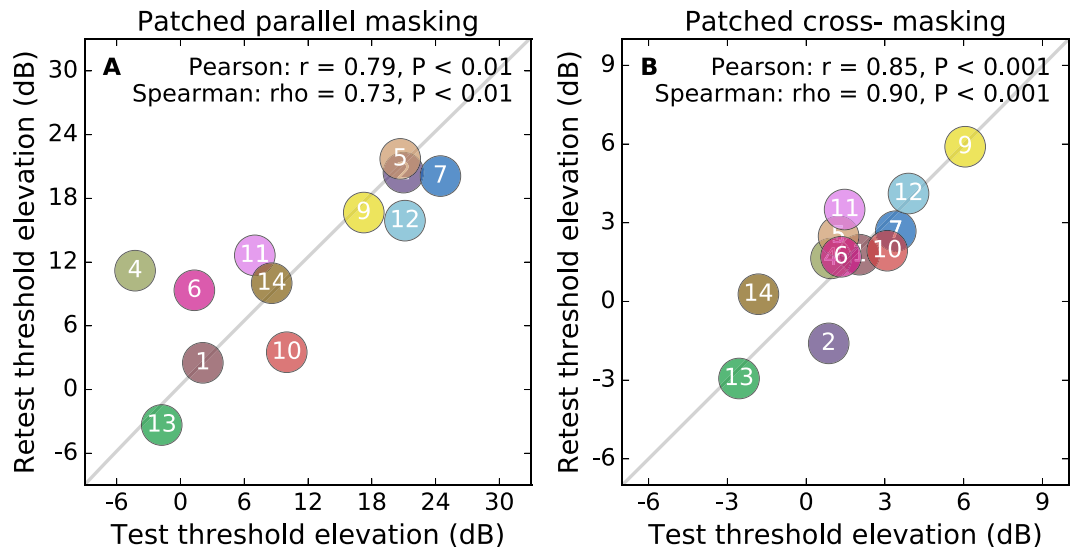 Patched parallel masking
A
Pearson: r = 0.79, P < 0.01
Spearman: rho = 0.73, P < 0.01
Retest threshold elevation (dB)
30
24
18
12
6
0
-6
5
2
7
9
12
11
4
14
6
10
1
13
-6 0 6 12 18 24 30
Test threshold elevation (dB)
Patched cross- masking
B
Pearson: r = 0.85, P < 0.001
Spearman: rho = 0.90, P < 0.001
Retest threshold elevation (dB)
9
6
3
0
-3
-6
9
12
11
7
5
10
4
6
1
14
2
13
-6 -3 0 3 6 9
Test threshold elevation (dB)